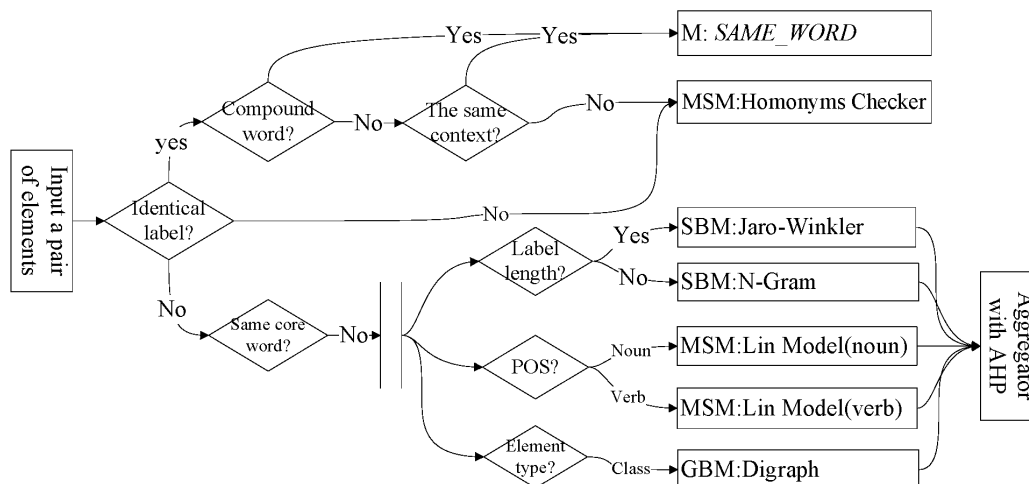 Yes
Yes
M: SAME_WORD
Compound
word?
No
The same
context?
No
MSM:Homonyms Checker
yes
Input a pair
of elements
Identical
label?
No
No
Same core
word?
No
Label
length?
Yes
SBM:Jaro-Winkler
No
SBM:N-Gram
POS?
Noun
MSM:Lin Model(noun)
Verb
MSM:Lin Model(verb)
Element
type?
Class
GBM:Digraph
Aggregator
with AHP